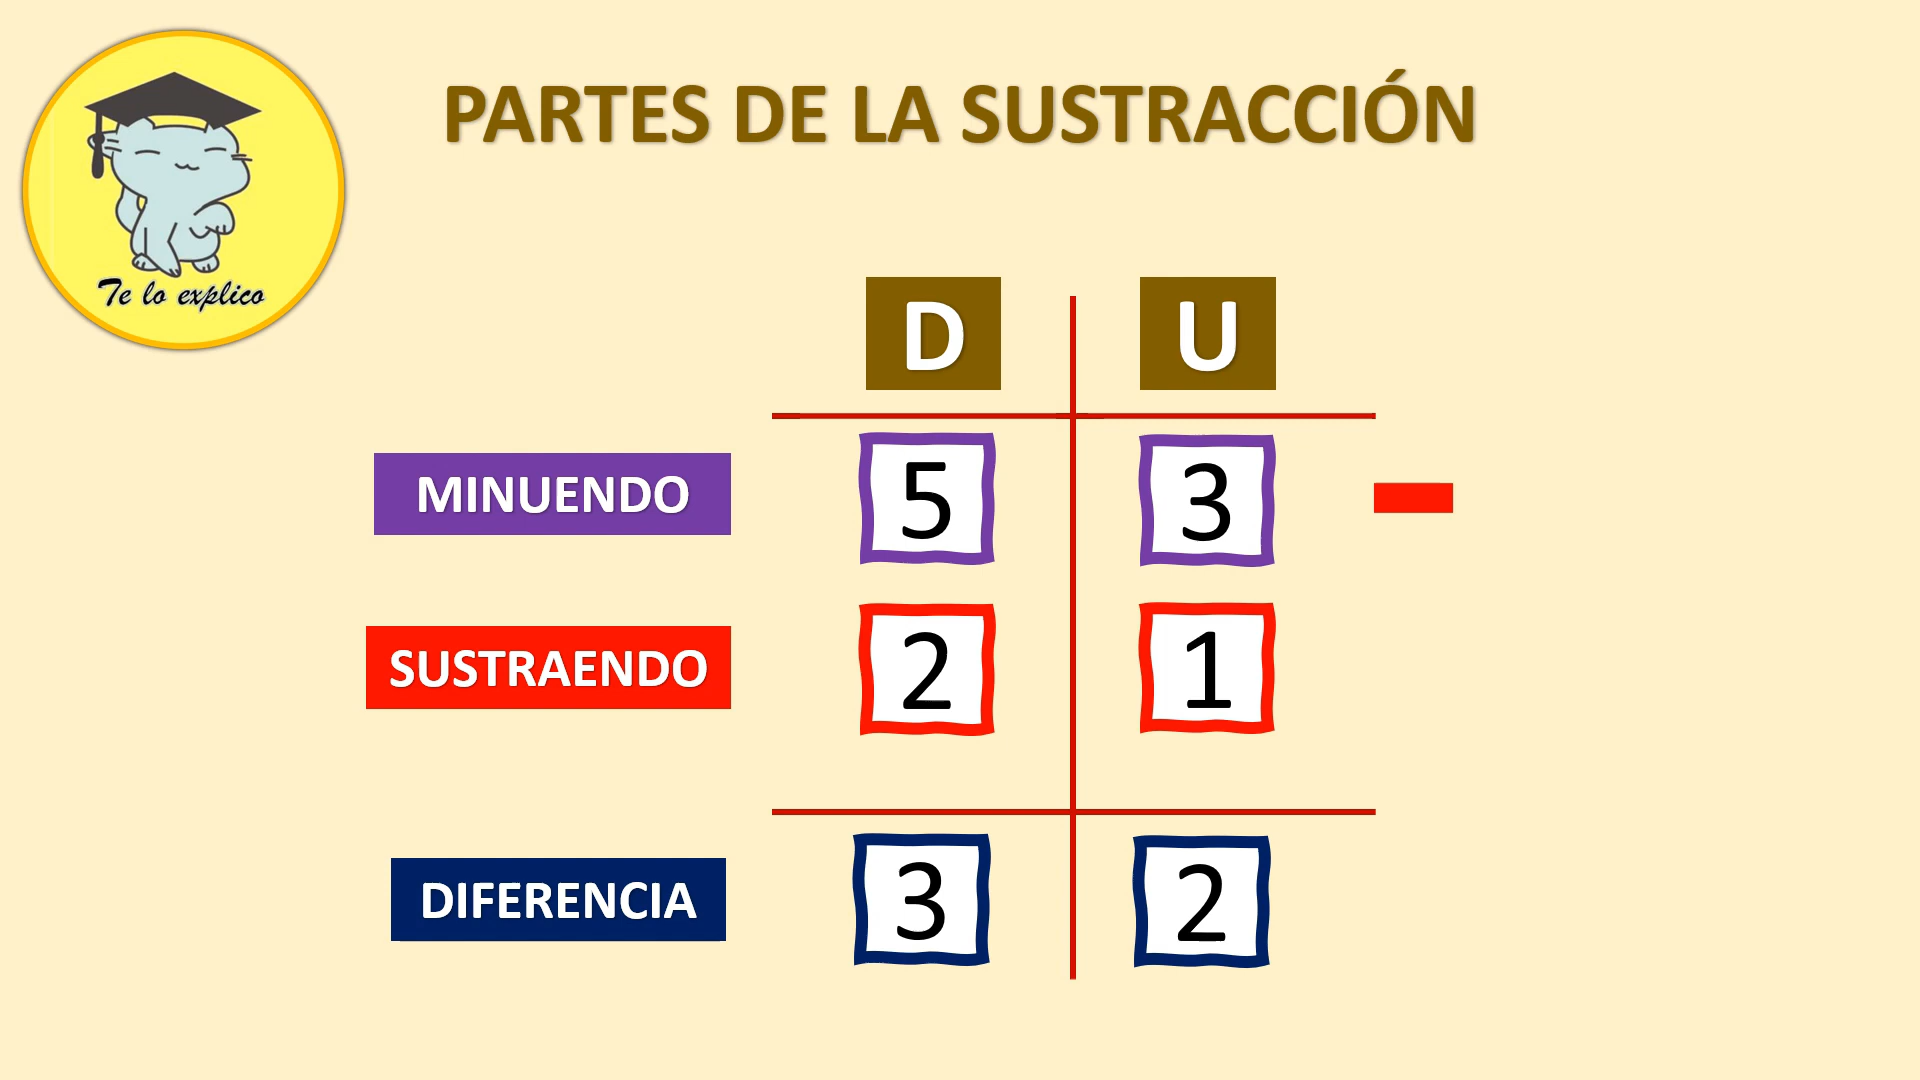 Te lo explico
PARTES DE LA SUSTRACCIÓN
D U
MINUENDO 5 3 -
SUSTRAENDO 2 1
DIFERENCIA 3 2